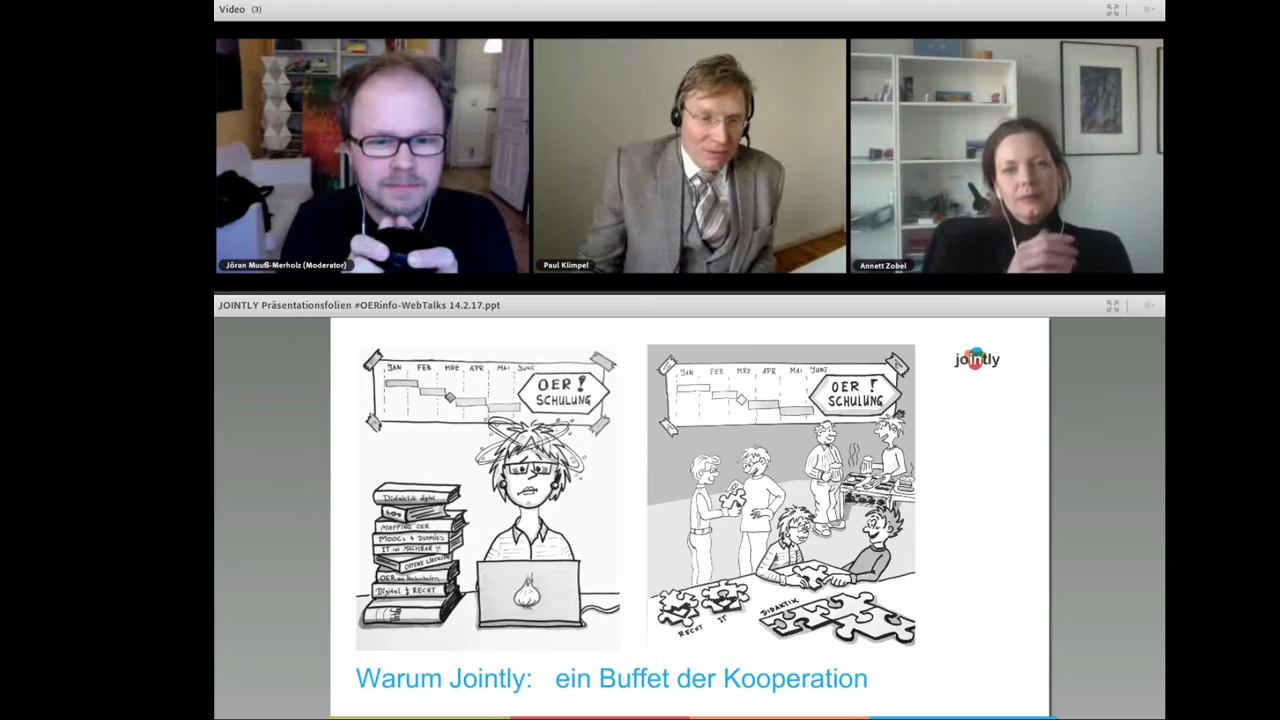 Video (3)
Jöran Muuß-Merholz (Moderator)
Paul Klimpel
Annett Zobel
JOINTLY Präsentationsfolien #OERinfo-WebTalks 14.2.17.ppt
JAN FEB MRZ APR MAI JUNI
OER !
SCHULUNG
Didaktik digital
MAPPING OER
MOOCs 4 DUMMIES
IT is MACHBAR !!!
OFFENE LIZENZEN
OER an Hochschulen
Digital & RECHT
JAN FEB MRZ APR MAI JUNI
OER !
SCHULUNG
RECHT
IT
DIDAKTIK
jointly
Warum Jointly: ein Buffet der Kooperation